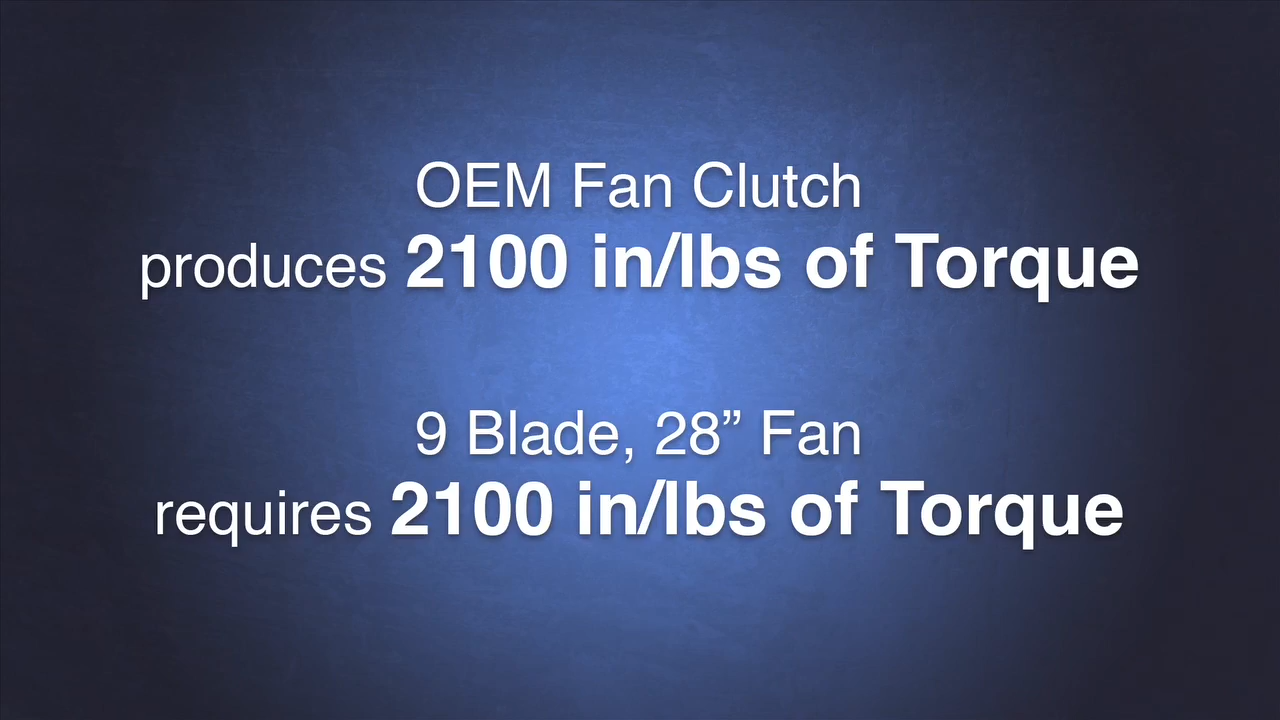 OEM Fan Clutch
produces 2100 in/lbs of Torque
9 Blade, 28” Fan
requires 2100 in/lbs of Torque